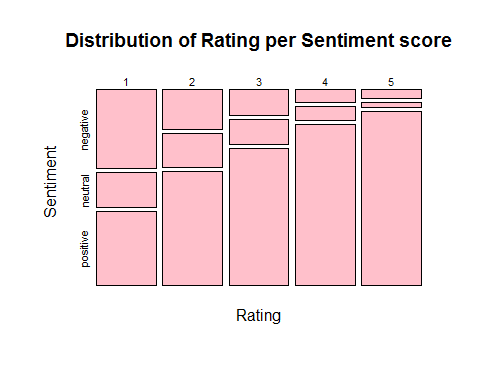 Distribution of Rating per Sentiment score
1 2 3 4 5
negative
neutral
positive
Sentiment
Rating